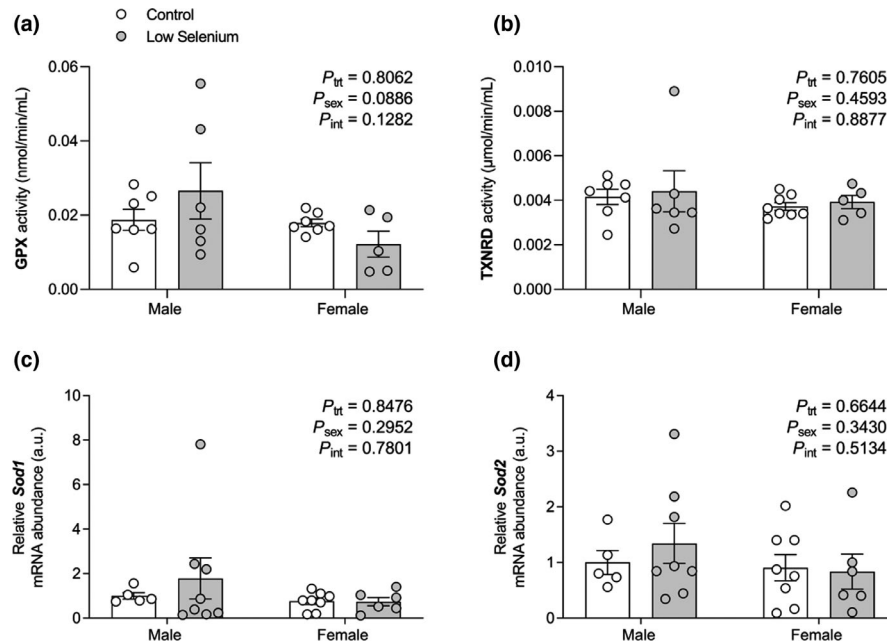 (a)
Control
Low Selenium
GPX activity (nmol/min/mL)
0.06
0.04
0.02
0.00
Ptrt = 0.8062
Psex = 0.0886
Pint = 0.1282
Male
Female
(b)
TXNRD activity (μmol/min/mL)
0.010
0.008
0.006
0.004
0.002
0.000
Ptrt = 0.7605
Psex = 0.4593
Pint = 0.8877
Male
Female
(c)
Relative Sod1
mRNA abundance (a.u.)
10
8
6
4
2
0
Ptrt = 0.8476
Psex = 0.2952
Pint = 0.7801
Male
Female
(d)
Relative Sod2
mRNA abundance (a.u.)
4
3
2
1
0
Ptrt = 0.6644
Psex = 0.3430
Pint = 0.5134
Male
Female